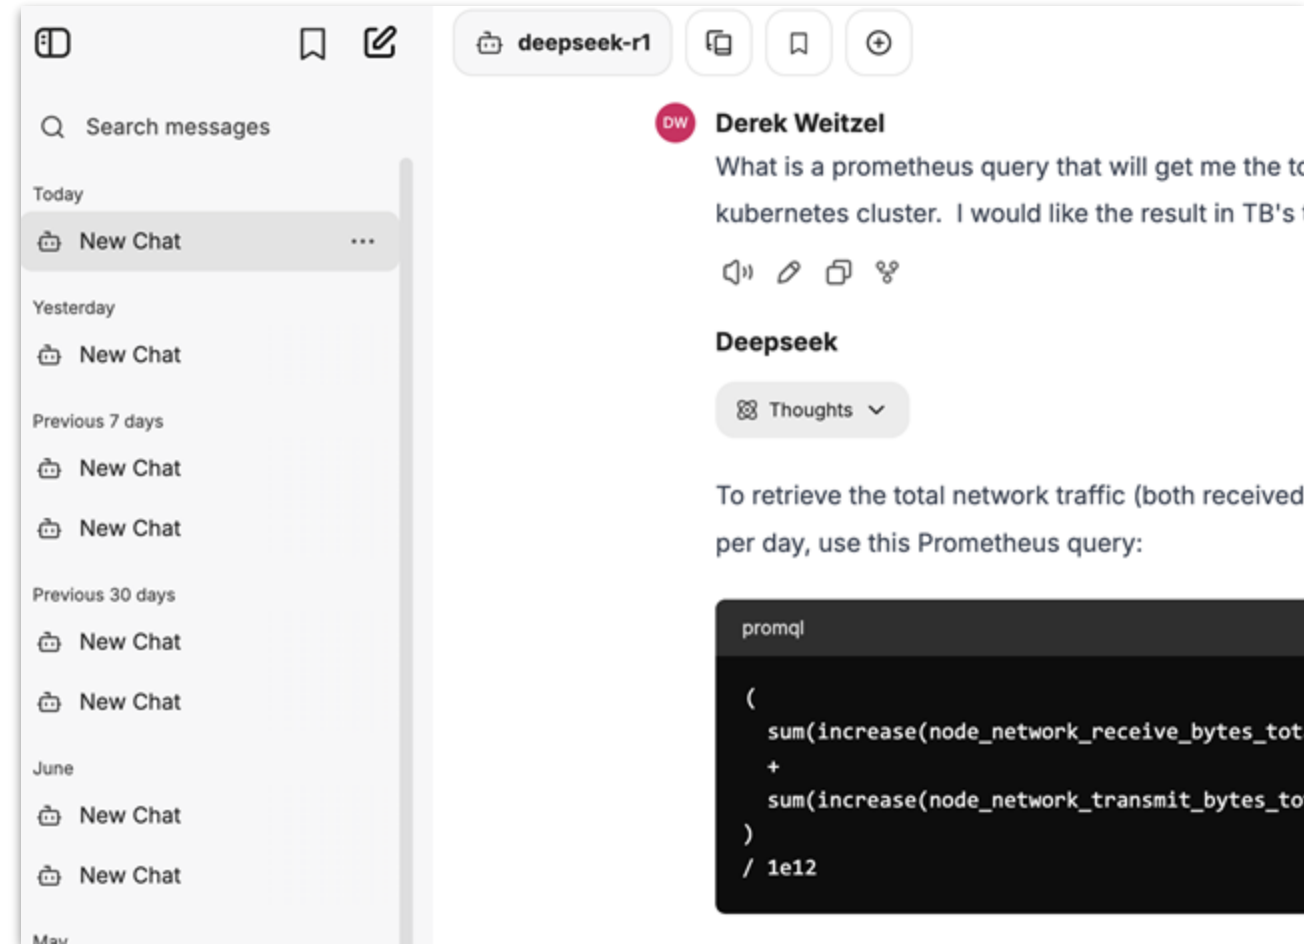 Search messages
Today
New Chat
Yesterday
New Chat
Previous 7 days
New Chat
New Chat
Previous 30 days
New Chat
New Chat
June
New Chat
New Chat
May
deepseek-r1
DW
Derek Weitzel
What is a prometheus query that will get me the
kubernetes cluster.  I would like the result in TB's
Deepseek
Thoughts
To retrieve the total network traffic (both received
per day, use this Prometheus query:
promql
(
sum(increase(node_network_receive_bytes_tot
+
sum(increase(node_network_transmit_bytes_to
)
/ 1e12